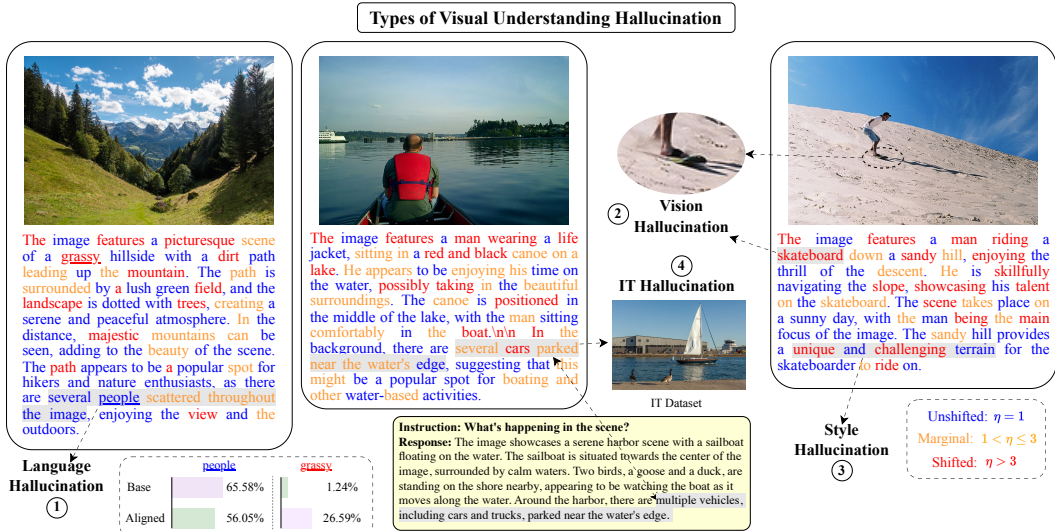 Types of Visual Understanding Hallucination
The image features a picturesque scene
of a grassy hillside with a dirt path
leading up the mountain. The path is
surrounded by a lush green field, and the
landscape is dotted with trees, creating a
serene and peaceful atmosphere. In the
distance, majestic mountains can be
seen, adding to the beauty of the scene.
The path appears to be a popular spot for
hikers and nature enthusiasts, as there
are several people scattered throughout
the image, enjoying the view and the
outdoors.
Language
Hallucination
1
people
grassy
Base
65.58%
1.24%
Aligned
56.05%
26.59%
The image features a man wearing a life
jacket, sitting in a red and black canoe on a
lake. He appears to be enjoying his time on
the water, possibly taking in the beautiful
surroundings. The canoe is positioned in
the middle of the lake, with the man sitting
comfortably in the boat.\n\n In the
background, there are several cars parked
near the water's edge, suggesting that this
might be a popular spot for boating and
other water-based activities.
2
Vision
Hallucination
4
IT Hallucination
IT Dataset
Instruction: What's happening in the scene?
Response: The image showcases a serene harbor scene with a sailboat
floating on the water. The sailboat is situated towards the center of the
image, surrounded by calm waters. Two birds, a goose and a duck, are
standing on the shore nearby, appearing to be watching the boat as it
moves along the water. Around the harbor, there are multiple vehicles,
including cars and trucks, parked near the water's edge.
The image features a man riding a
skateboard down a sandy hill, enjoying the
thrill of the descent. He is skillfully
navigating the slope, showcasing his talent
on the skateboard. The scene takes place on
a sunny day, with the man being the main
focus of the image. The sandy hill provides
a unique and challenging terrain for the
skateboarder to ride on.
Style
Hallucination
3
Unshifted: η = 1
Marginal: 1 < η ≤ 3
Shifted: η > 3